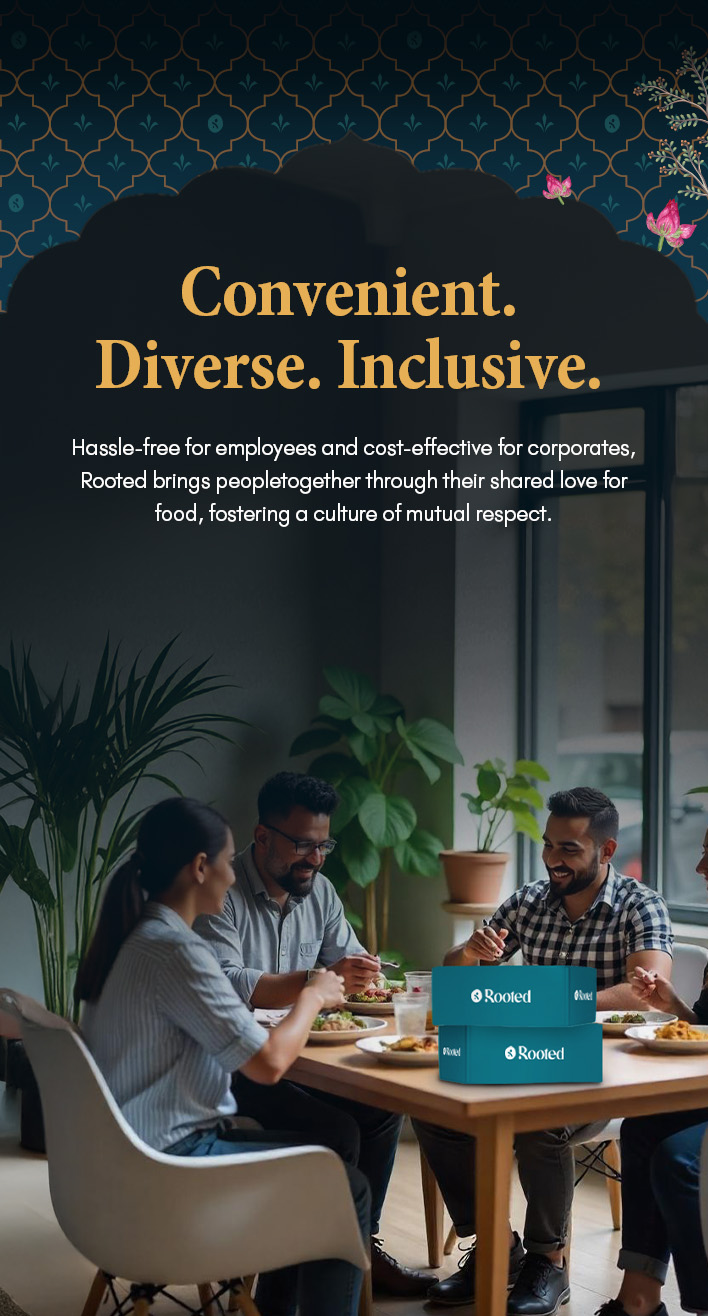 Convenient.
Diverse. Inclusive.
Hassle-free for employees and cost-effective for corporates,
Rooted brings peopletogether through their shared love for
food, fostering a culture of mutual respect.
Rooted
Rooted
Rooted
Rooted